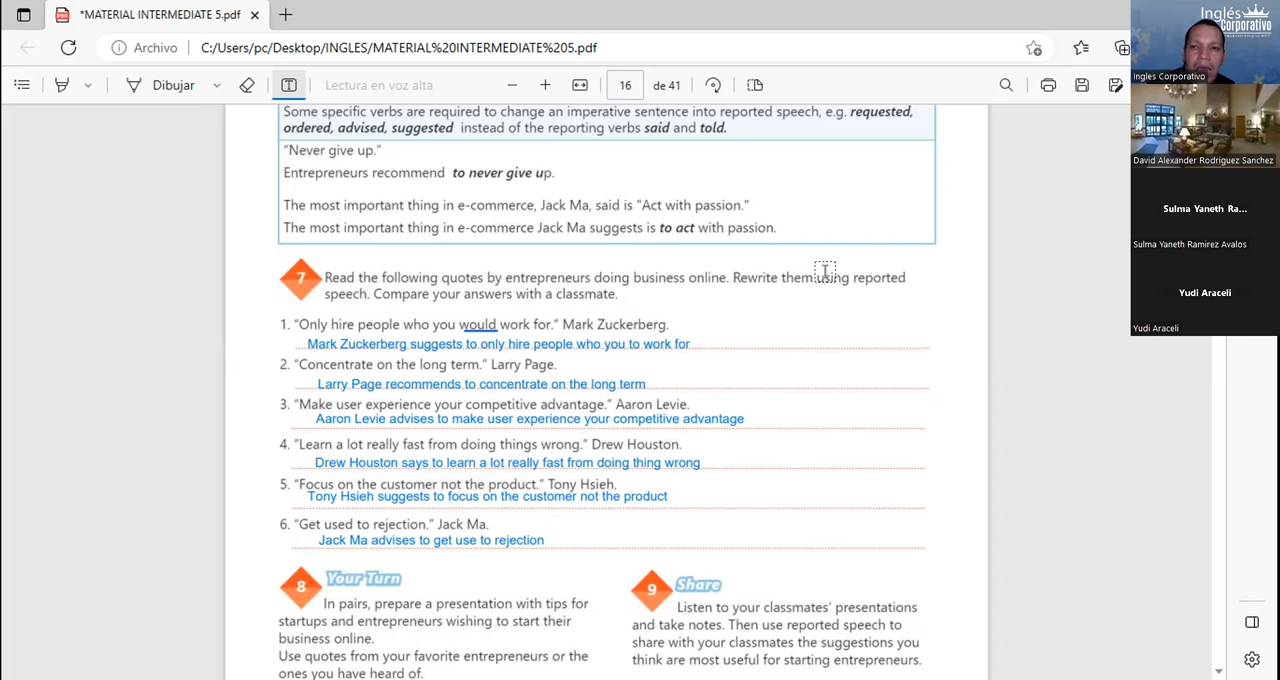 *MATERIAL INTERMEDIATE 5.pdf
Archivo
C:/Users/pc/Desktop/INGLES/MATERIAL%20INTERMEDIATE%205.pdf
Dibujar
Lectura en voz alta
16
de 41
Some specific verbs are required to change an imperative sentence into reported speech, e.g. requested,
ordered, advised, suggested instead of the reporting verbs said and told.
“Never give up.”
Entrepreneurs recommend to never give up.
The most important thing in e-commerce, Jack Ma, said is "Act with passion."
The most important thing in e-commerce Jack Ma suggests is to act with passion.
7
Read the following quotes by entrepreneurs doing business online. Rewrite them using reported
speech. Compare your answers with a classmate.
1. “Only hire people who you would work for.” Mark Zuckerberg.
Mark Zuckerberg suggests to only hire people who you to work for
2. “Concentrate on the long term.” Larry Page.
Larry Page recommends to concentrate on the long term
3. “Make user experience your competitive advantage.” Aaron Levie.
Aaron Levie advises to make user experience your competitive advantage
4. “Learn a lot really fast from doing things wrong.” Drew Houston.
Drew Houston says to learn a lot really fast from doing thing wrong
5. “Focus on the customer not the product.” Tony Hsieh.
Tony Hsieh suggests to focus on the customer not the product
6. “Get used to rejection.” Jack Ma.
Jack Ma advises to get use to rejection
8
Your Turn
In pairs, prepare a presentation with tips for
startups and entrepreneurs wishing to start their
business online.
Use quotes from your favorite entrepreneurs or the
ones you have heard of.
9
Share
Listen to your classmates’ presentations
and take notes. Then use reported speech to
share with your classmates the suggestions you
think are most useful for starting entrepreneurs.
Inglés
Corporativo
Ingles Corporativo
David Alexander Rodriguez Sanchez
Sulma Yaneth Ra...
Sulma Yaneth Ramirez Avalos
Yudi Araceli
Yudi Araceli